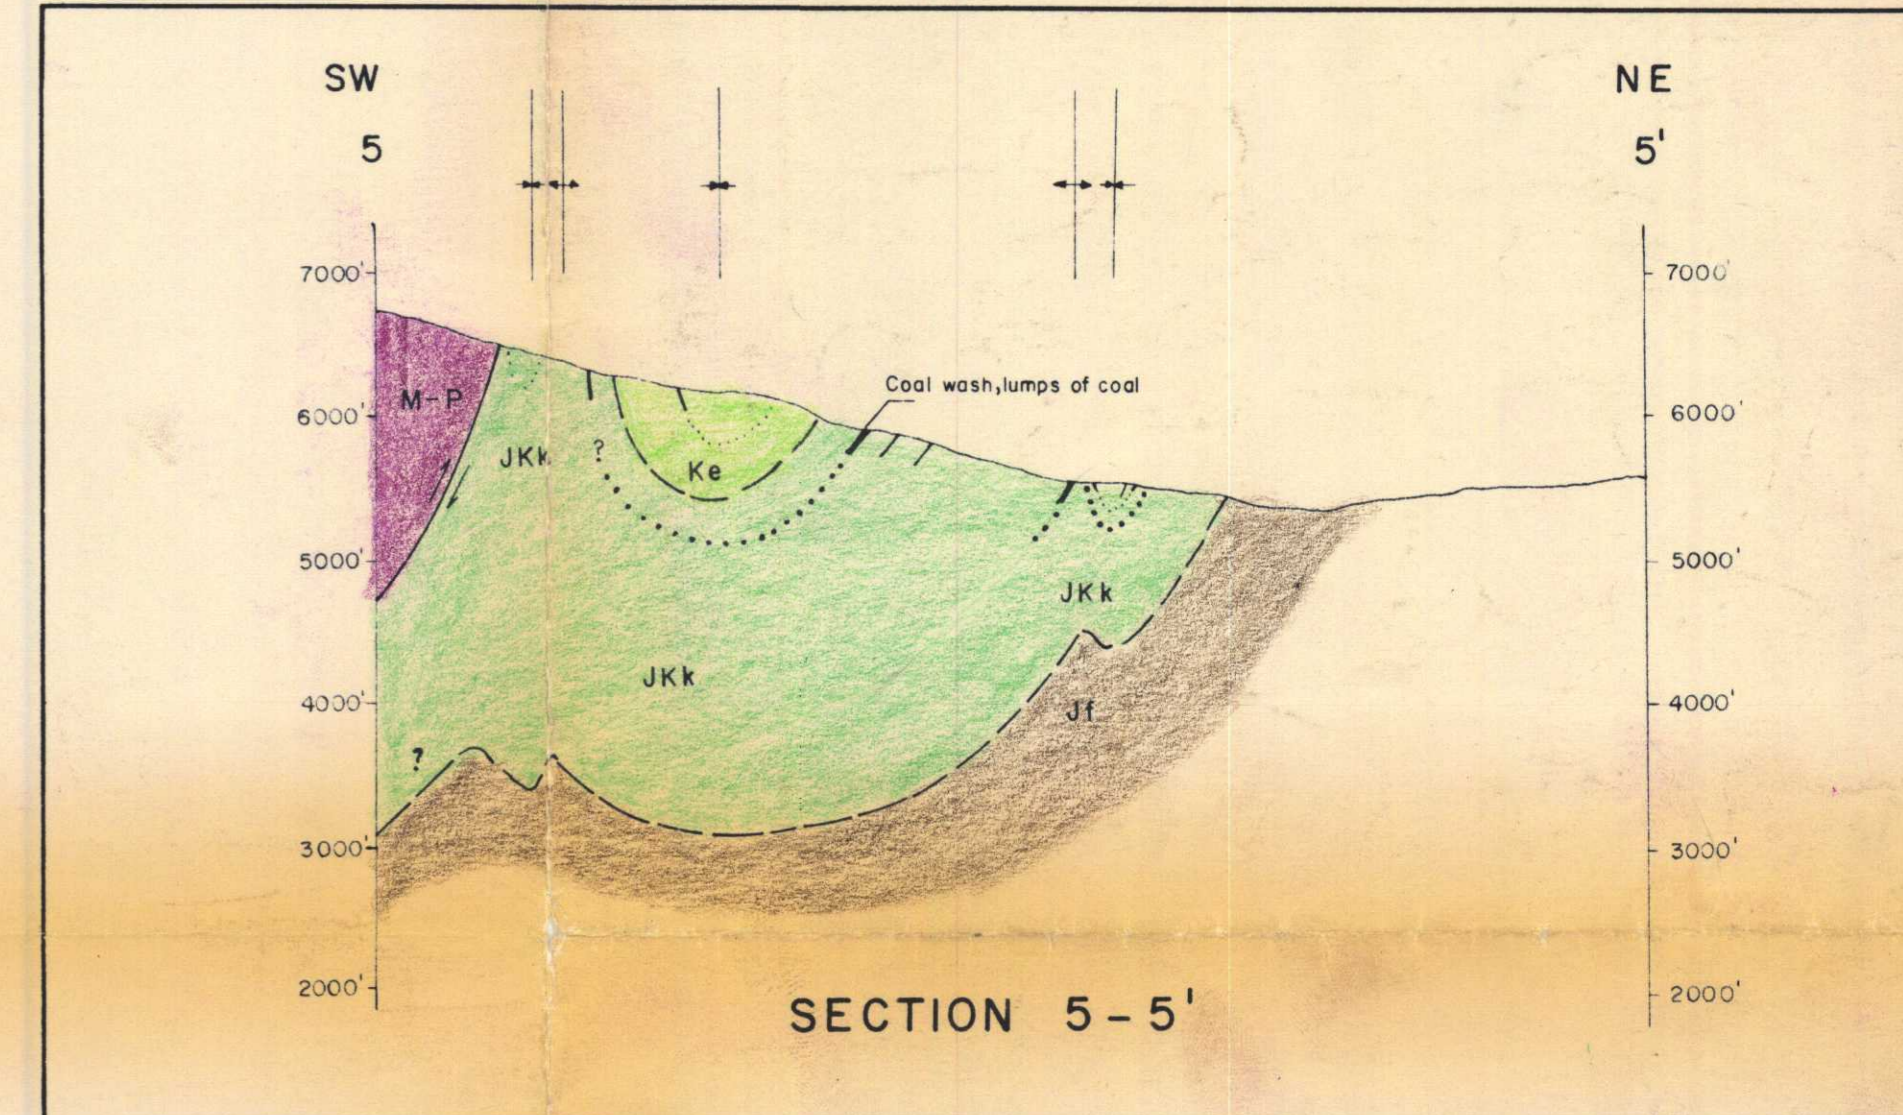 SW
NE
5
5'
7000'
7000'
6000'
6000'
5000'
5000'
4000'
4000'
3000'
3000'
2000'
2000'
M-P
Coal wash, lumps of coal
JKk
?
Ke
JKk
JKk
Jf
?
SECTION 5-5'